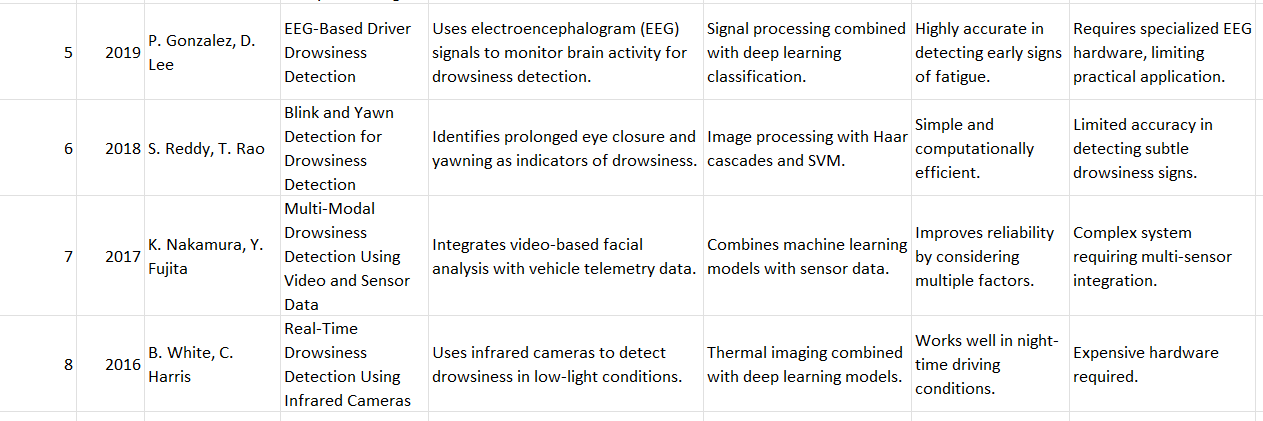 5
2019
P. Gonzalez, D.
Lee
EEG-Based Driver
Drowsiness
Detection
Uses electroencephalogram (EEG)
signals to monitor brain activity for
drowsiness detection.
Signal processing combined
with deep learning
classification.
Highly accurate in
detecting early signs
of fatigue.
Requires specialized EEG
hardware, limiting
practical application.
6
2018
S. Reddy, T. Rao
Blink and Yawn
Detection for
Drowsiness
Detection
Identifies prolonged eye closure and
yawning as indicators of drowsiness.
Image processing with Haar
cascades and SVM.
Simple and
computationally
efficient.
Limited accuracy in
detecting subtle
drowsiness signs.
7
2017
K. Nakamura, Y.
Fujita
Multi-Modal
Drowsiness
Detection Using
Video and Sensor
Data
Integrates video-based facial
analysis with vehicle telemetry data.
Combines machine learning
models with sensor data.
Improves reliability
by considering
multiple factors.
Complex system
requiring multi-sensor
integration.
8
2016
B. White, C.
Harris
Real-Time
Drowsiness
Detection Using
Infrared Cameras
Uses infrared cameras to detect
drowsiness in low-light conditions.
Thermal imaging combined
with deep learning models.
Works well in night-
time driving
conditions.
Expensive hardware
required.